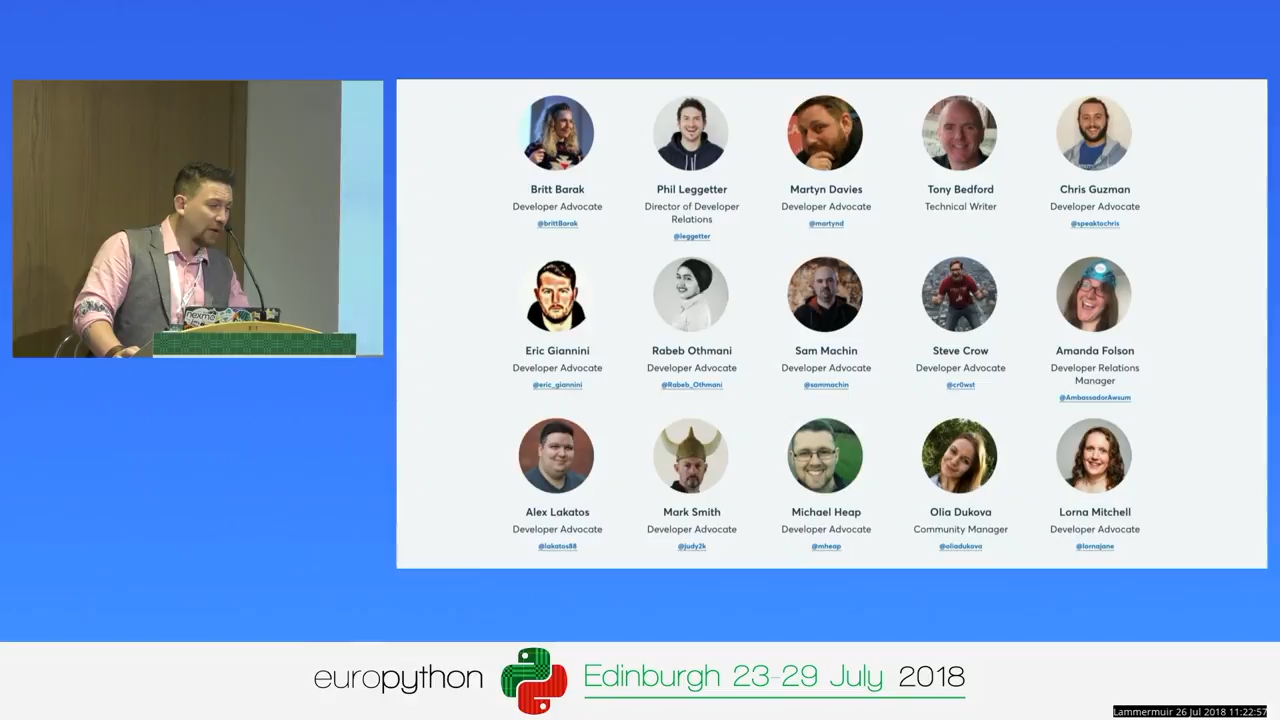 nexmo
Britt Barak
Developer Advocate
@brittBarak
Phil Leggetter
Director of Developer
Relations
@leggetter
Martyn Davies
Developer Advocate
@martynd
Tony Bedford
Technical Writer
Chris Guzman
Developer Advocate
@speaktochris
Eric Giannini
Developer Advocate
@eric_giannini
Rabeb Othmani
Developer Advocate
@Rabeb_Othmani
Sam Machin
Developer Advocate
@sammachin
Steve Crow
Developer Advocate
@cr0wst
Amanda Folson
Developer Relations
Manager
@AmbassadorAwsum
Alex Lakatos
Developer Advocate
@lakatos88
Mark Smith
Developer Advocate
@judy2k
Michael Heap
Developer Advocate
@mheap
Olia Dukova
Community Manager
@oliadukova
Lorna Mitchell
Developer Advocate
@lornajane
europython
Edinburgh 23-29 July 2018
Lammermuir 26 Jul 2018 11:22:57